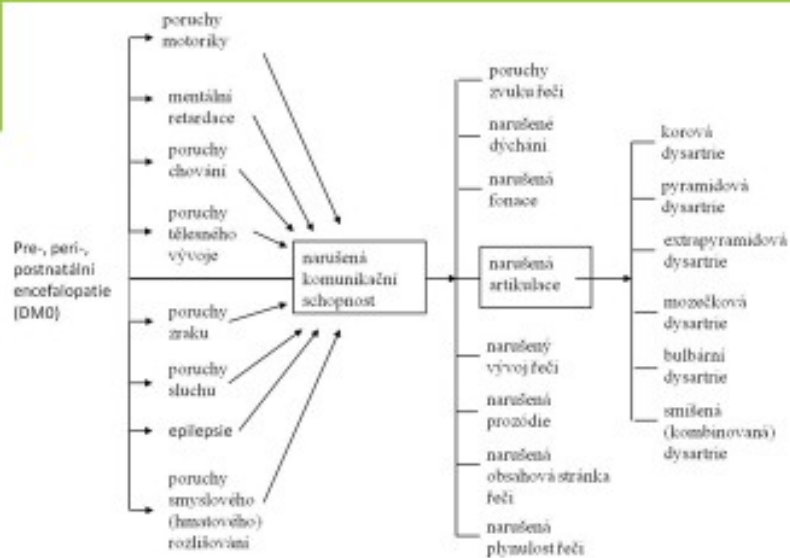 Pre-, peri-,
postnatální
encefalopatie
(DMO)
poruchy
motoriky
mentální
retardace
poruchy
chování
poruchy
tělesného
vývoje
poruchy
zraku
poruchy
sluchu
epilepsie
poruchy
smyslového
(hmatového)
rozlišování
narušená
komunikační
schopnost
poruchy
zvuku řeči
narušené
dýchání
narušená
fonace
narušená
artikulace
narušený
vývoj řeči
narušená
prozódie
narušená
obsahová stránka
řeči
narušená
plynulost řeči
korová
dysartrie
pyramidová
dysartrie
extrapyramidová
dysartrie
mozečková
dysartrie
bulbární
dysartrie
smíšená
(kombinovaná)
dysartrie